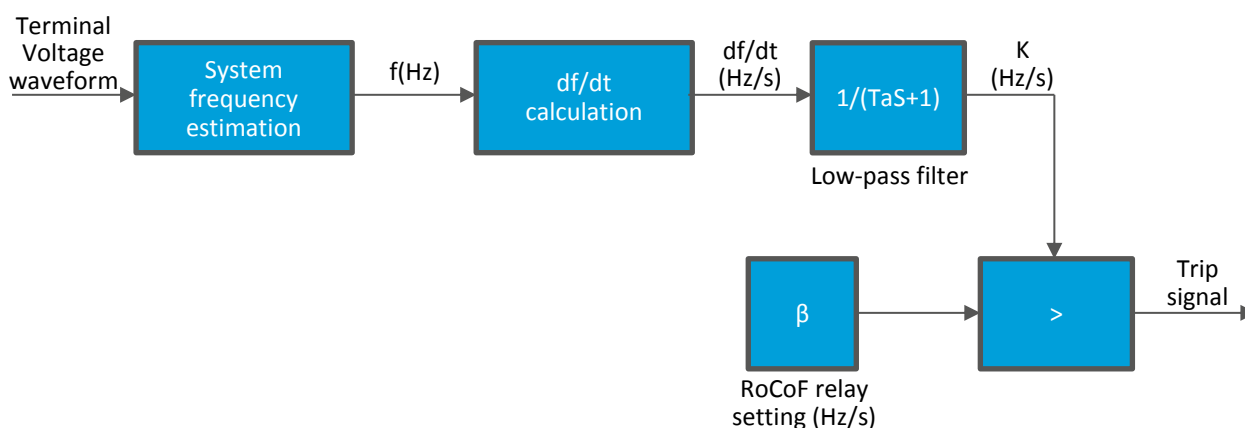 Terminal
Voltage
waveform
System
frequency
estimation
f(Hz)
df/dt
calculation
df/dt
(Hz/s)
1/(TaS+1)
Low-pass filter
K
(Hz/s)
β
RoCoF relay
setting (Hz/s)
>
Trip
signal